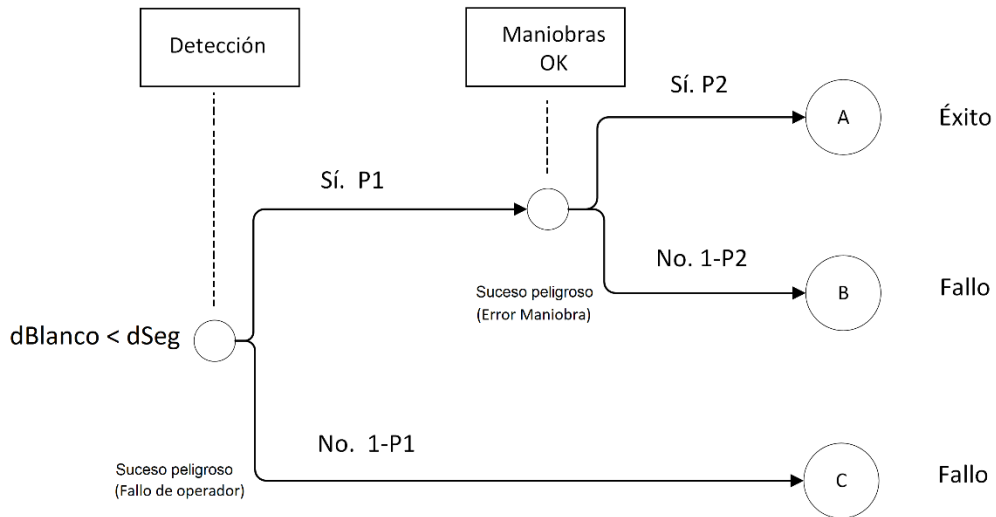 Detección
Maniobras
OK
Sí. P2
A
Éxito
Sí. P1
No. 1-P2
Suceso peligroso
(Error Maniobra)
B
Fallo
dBlanco < dSeg
No. 1-P1
Suceso peligroso
(Fallo de operador)
C
Fallo